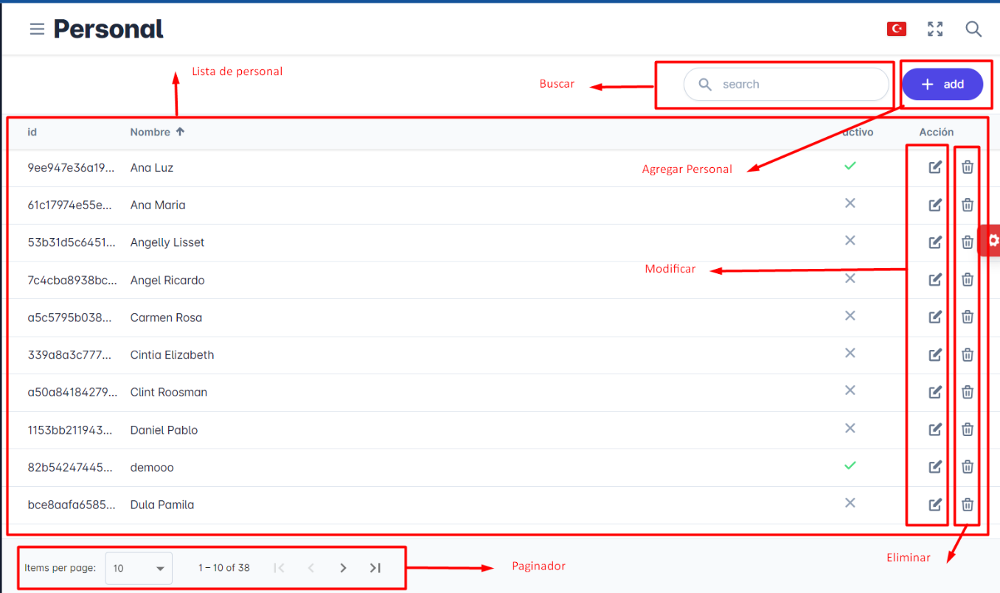 Personal
Lista de personal
Buscar
search
add
id Nombre activo Acción
9ee947e36a19... Ana Luz
Agregar Personal
61c17974e55e... Ana Maria
53b31d5c6451... Angelly Lisset
Modificar
7c4cba8938bc... Angel Ricardo
a5c5795b038... Carmen Rosa
339a8a3c777... Cintia Elizabeth
a50a84184279... Clint Roosman
1153bb211943... Daniel Pablo
82b54247445... demooo
bce8aafa6585... Dula Pamila
Eliminar
Items per page: 10 1 – 10 of 38
Paginador